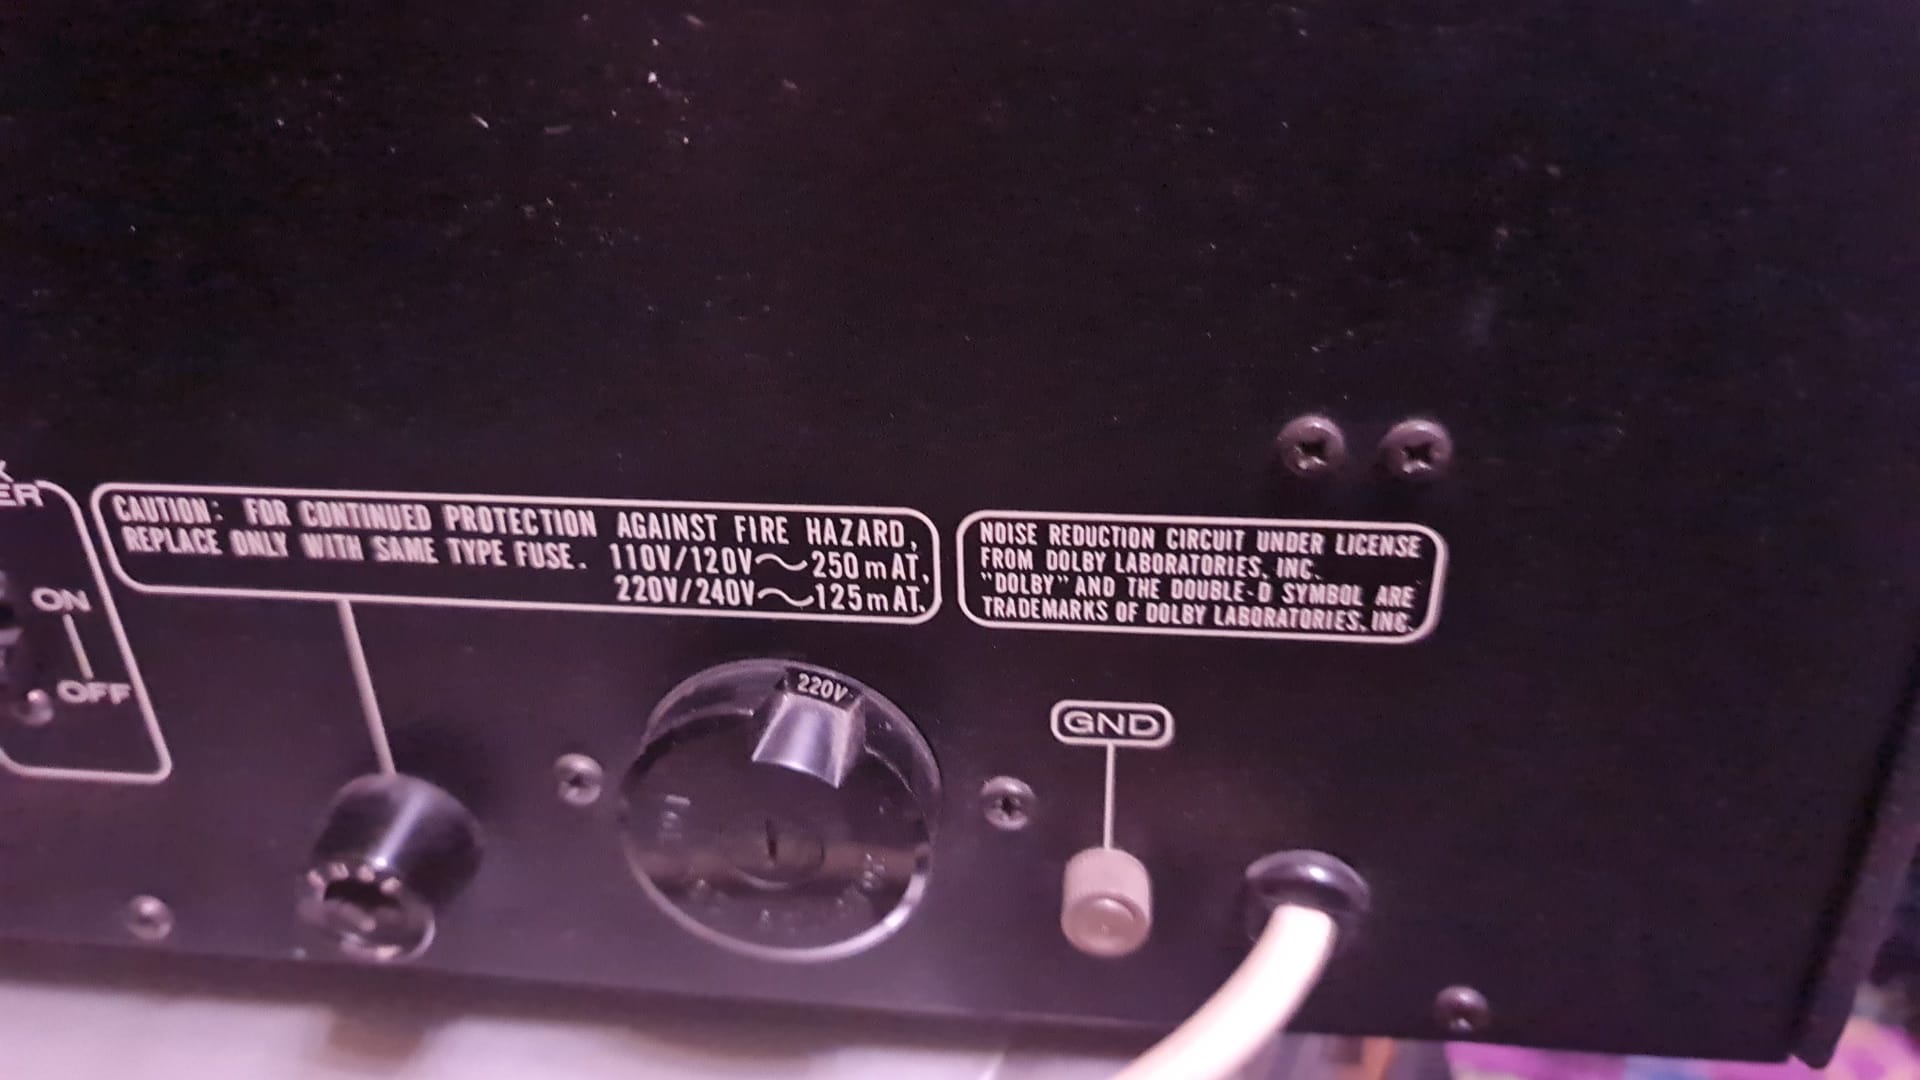 ER
ON
OFF
CAUTION: FOR CONTINUED PROTECTION AGAINST FIRE HAZARD,
REPLACE ONLY WITH SAME TYPE FUSE. 110V/120V～250mAT,
220V/240V～125mAT.
NOISE REDUCTION CIRCUIT UNDER LICENSE
FROM DOLBY LABORATORIES, INC.
"DOLBY" AND THE DOUBLE-D SYMBOL ARE
TRADEMARKS OF DOLBY LABORATORIES, INC.
220V
GND